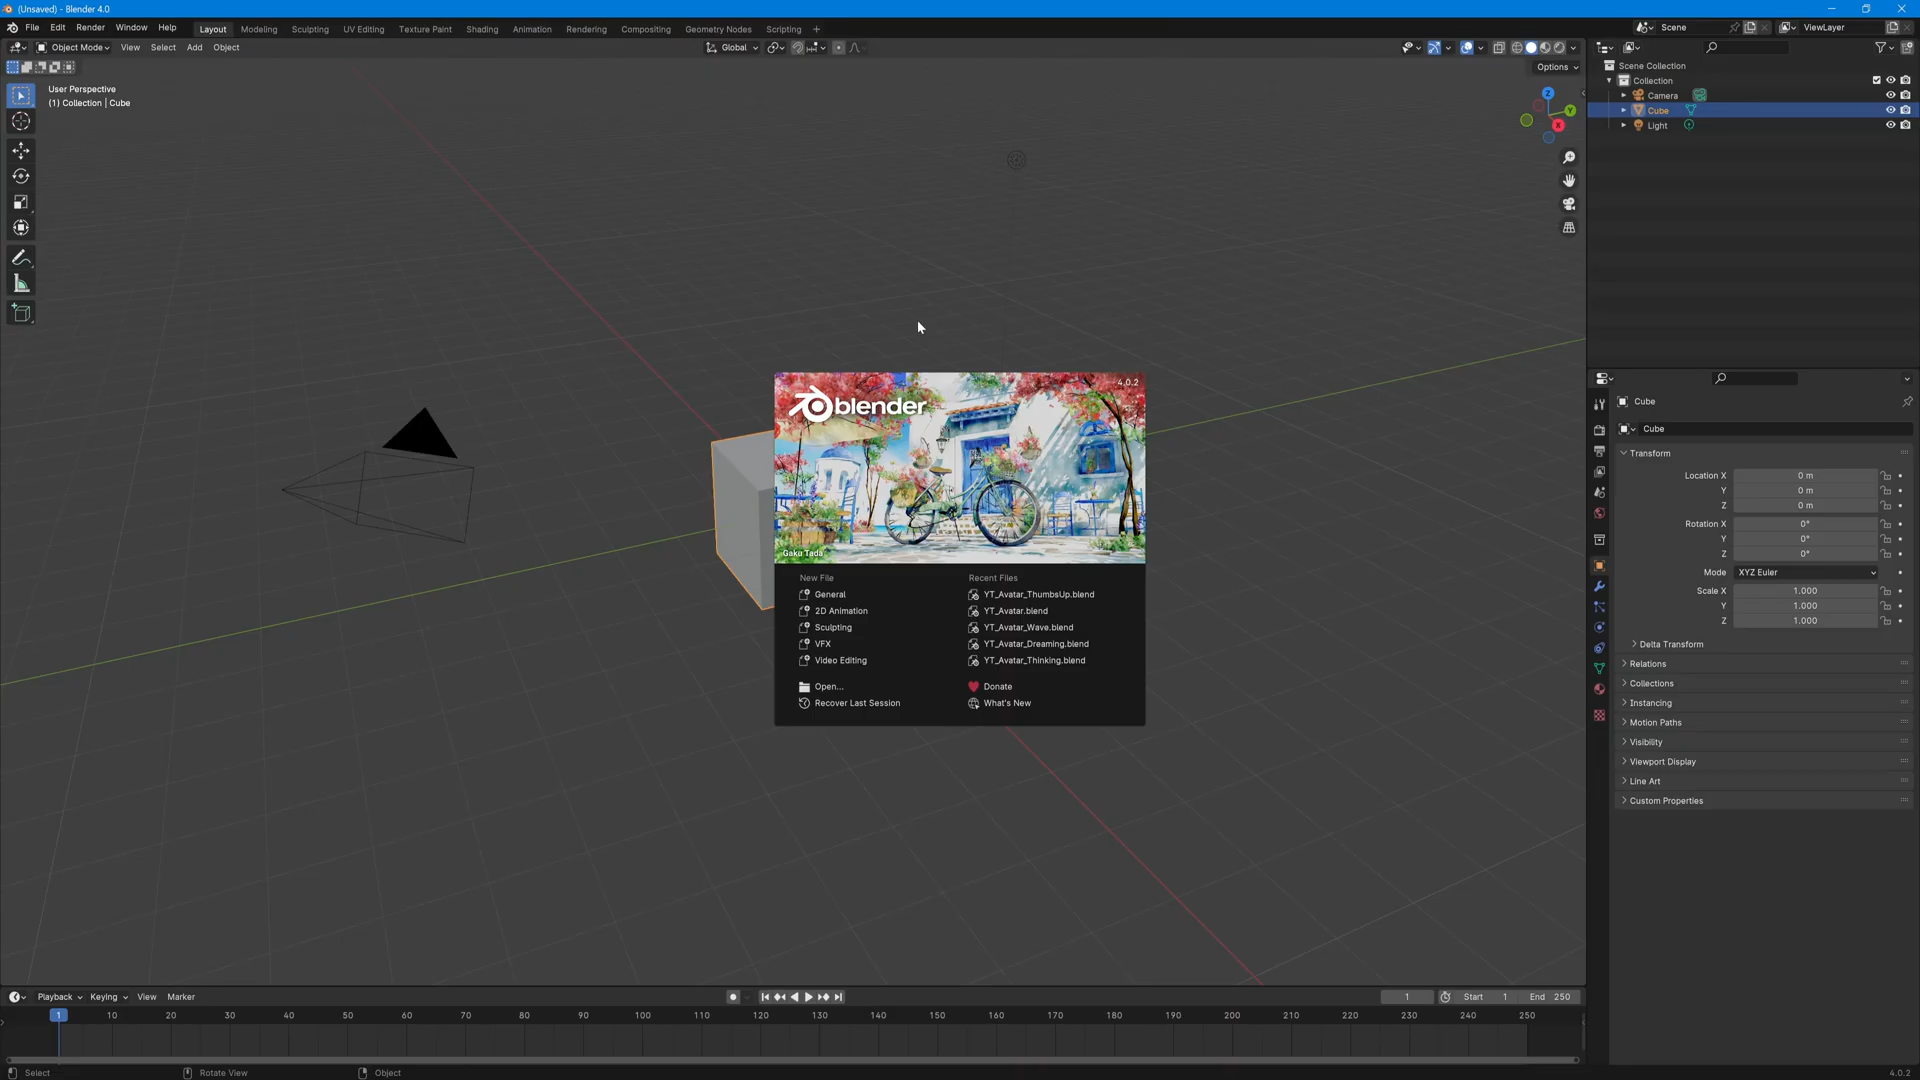 (Unsaved) - Blender 4.0
File Edit Render Window Help Layout Modeling Sculpting UV Editing Texture Paint Shading Animation Rendering Compositing Geometry Nodes Scripting + Scene ViewLayer
Object Mode View Select Add Object Global
Options
User Perspective
(1) Collection | Cube
Z
Y
X
Scene Collection
Collection
Camera
Cube
Light
4.0.2
blender
Gaku Tada
New File
General
2D Animation
Sculpting
VFX
Video Editing
Open...
Recover Last Session
Recent Files
YT_Avatar_ThumbsUp.blend
YT_Avatar.blend
YT_Avatar_Wave.blend
YT_Avatar_Dreaming.blend
YT_Avatar_Thinking.blend
Donate
What's New
Cube
Cube
Transform
Location X 0 m
Y 0 m
Z 0 m
Rotation X 0°
Y 0°
Z 0°
Mode XYZ Euler
Scale X 1.000
Y 1.000
Z 1.000
Delta Transform
Relations
Collections
Instancing
Motion Paths
Visibility
Viewport Display
Line Art
Custom Properties
Playback Keying View Marker 1 Start 1 End 250
1 10 20 30 40 50 60 70 80 90 100 110 120 130 140 150 160 170 180 190 200 210 220 230 240 250
Select Rotate View Object 4.0.2